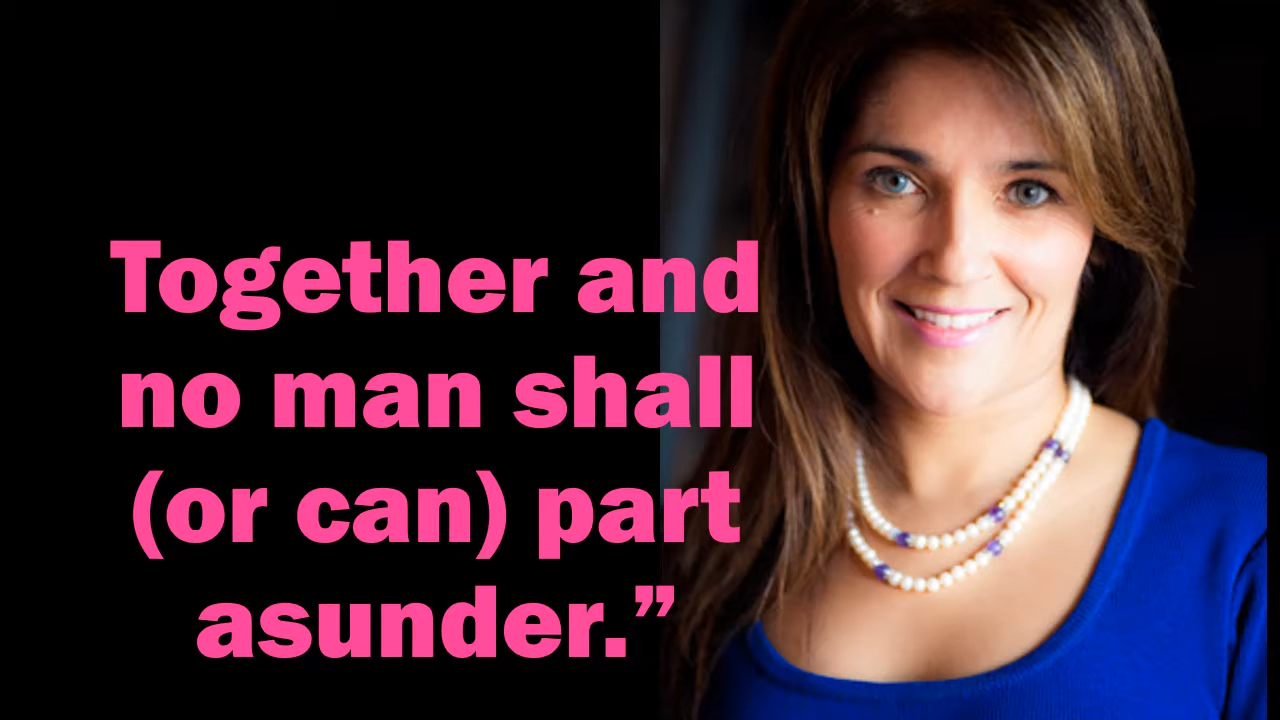 Together and
no man shall
(or can) part
asunder.”